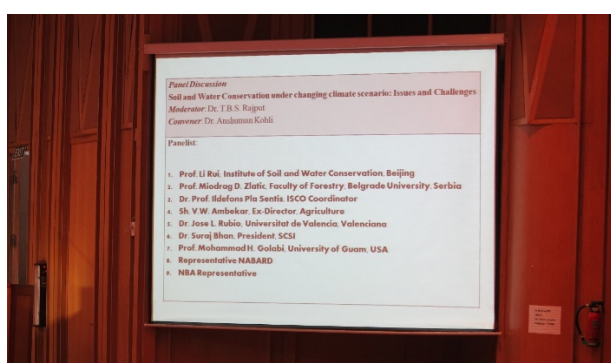 Panel Discussion
Soil and Water Conservation under changing climate scenario: Issues and Challenges
Moderator: Dr. T.B.S. Rajput
Convener: Dr. Anshuman Kohli
Panelist:
1. Prof. Li Rui, Institute of Soil and Water Conservation, Beijing
2. Prof. Miodrag D. Zlatic, Faculty of Forestry, Belgrade University, Serbia
3. Dr. Prof. Ildefons Pla Sentis, ISCO Coordinator
4. Sh. V.W. Ambekar, Ex-Director, Agriculture
5. Dr. Jose L. Rubio, Universitat de Valencia, Valenciana
6. Dr. Suraj Bhan, President, SCSI
7. Prof. Mohammad H. Golabi, University of Guam, USA
8. Representative NABARD
9. NBA Representative